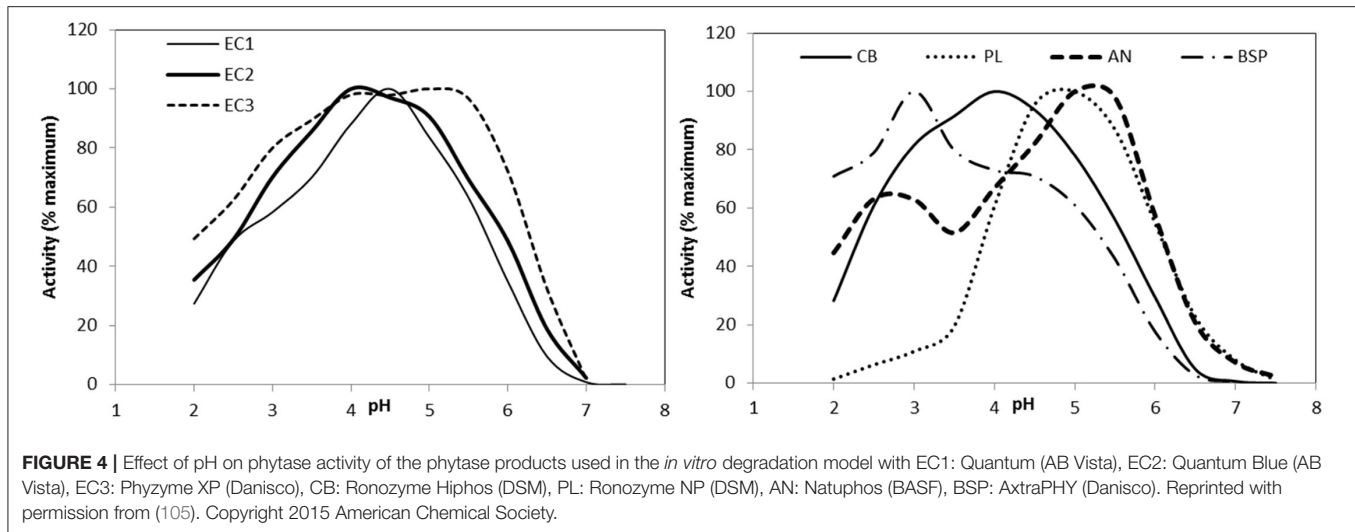 120
100
80
60
40
20
0
Activity (% maximum)
EC1
EC2
EC3
1 2 3 4 5 6 7 8
pH
120
100
80
60
40
20
0
Activity (% maximum)
CB PL AN BSP
1 2 3 4 5 6 7 8
pH
FIGURE 4 | Effect of pH on phytase activity of the phytase products used in the in vitro degradation model with EC1: Quantum (AB Vista), EC2: Quantum Blue (AB
Vista), EC3: Phyzyme XP (Danisco), CB: Ronozyme Hiphos (DSM), PL: Ronozyme NP (DSM), AN: Natuphos (BASF), BSP: AxtraPHY (Danisco). Reprinted with
permission from (105). Copyright 2015 American Chemical Society.